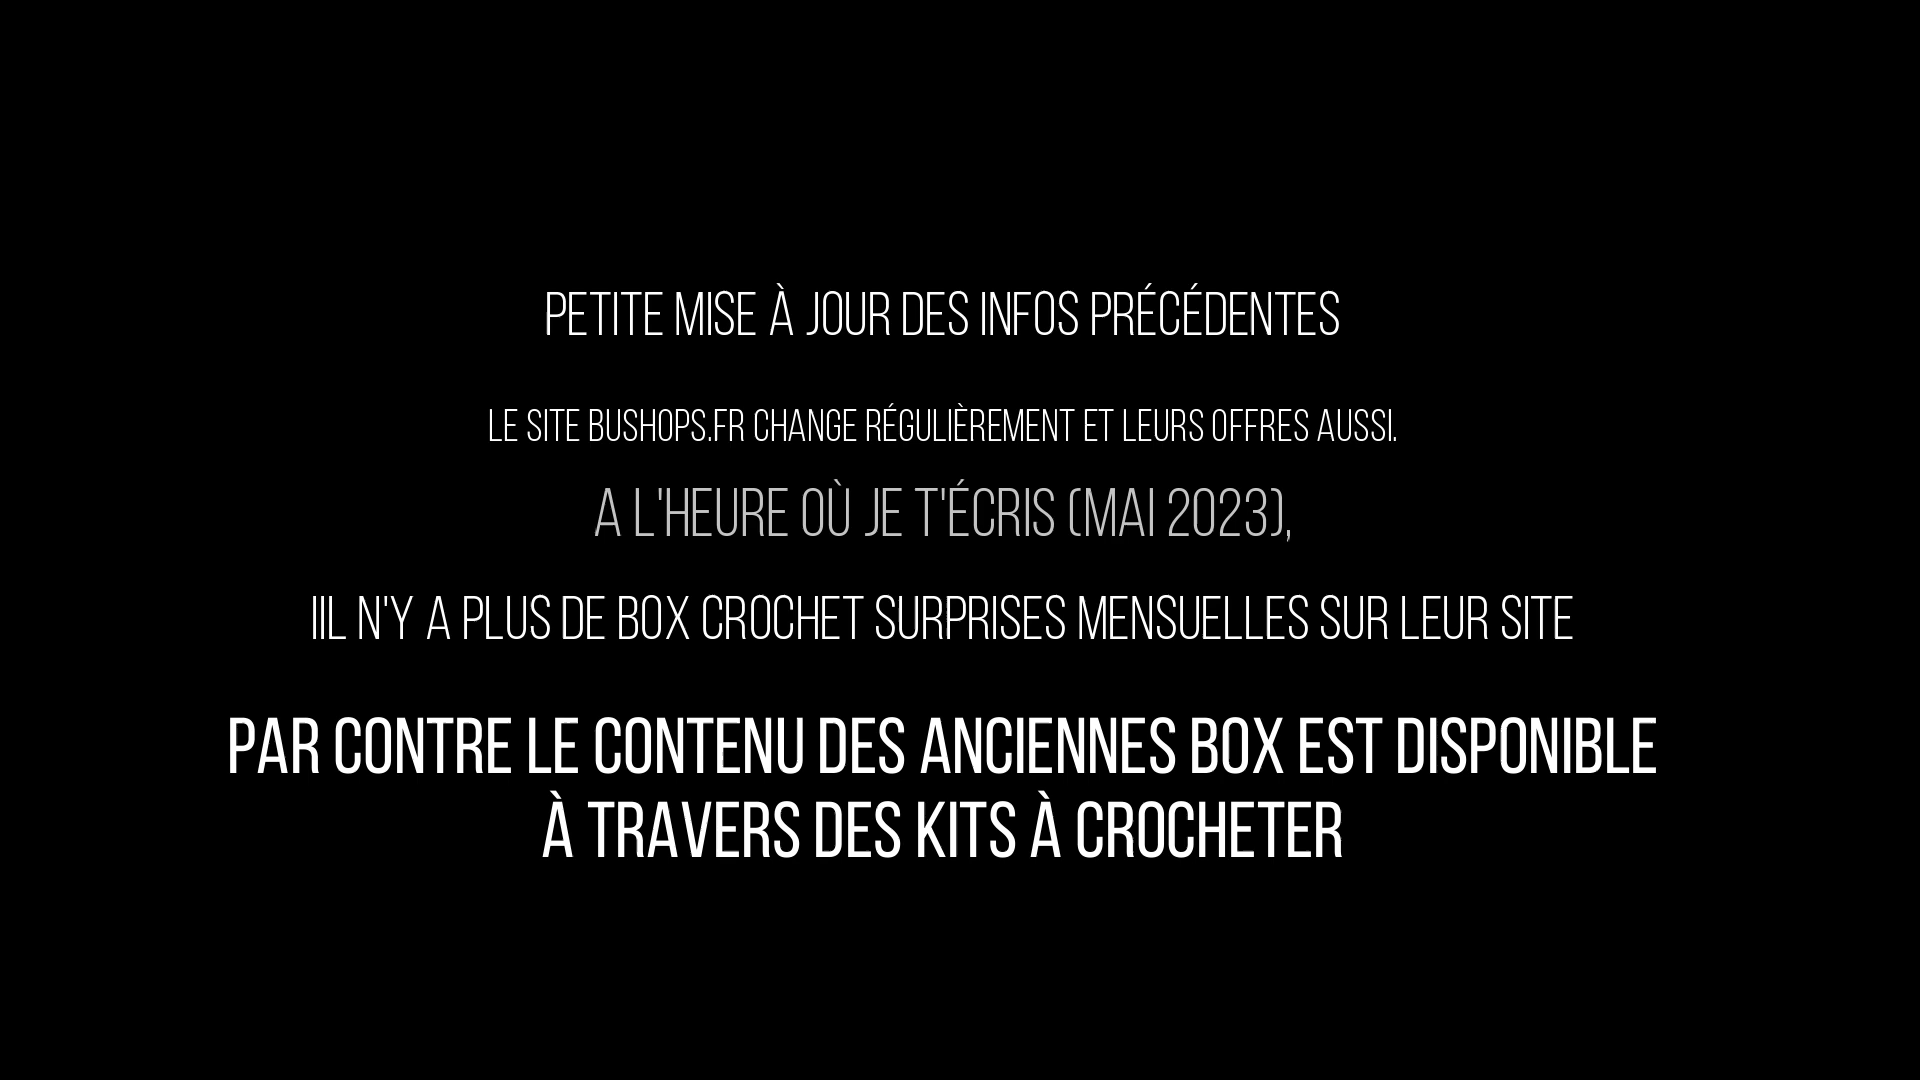 PETITE MISE À JOUR DES INFOS PRÉCÉDENTES
LE SITE BUSHOPS.FR CHANGE RÉGULIÈREMENT ET LEURS OFFRES AUSSI.
A L'HEURE OÙ JE T'ÉCRIS (MAI 2023),
IIL N'Y A PLUS DE BOX CROCHET SURPRISES MENSUELLES SUR LEUR SITE
PAR CONTRE LE CONTENU DES ANCIENNES BOX EST DISPONIBLE
À TRAVERS DES KITS À CROCHETER